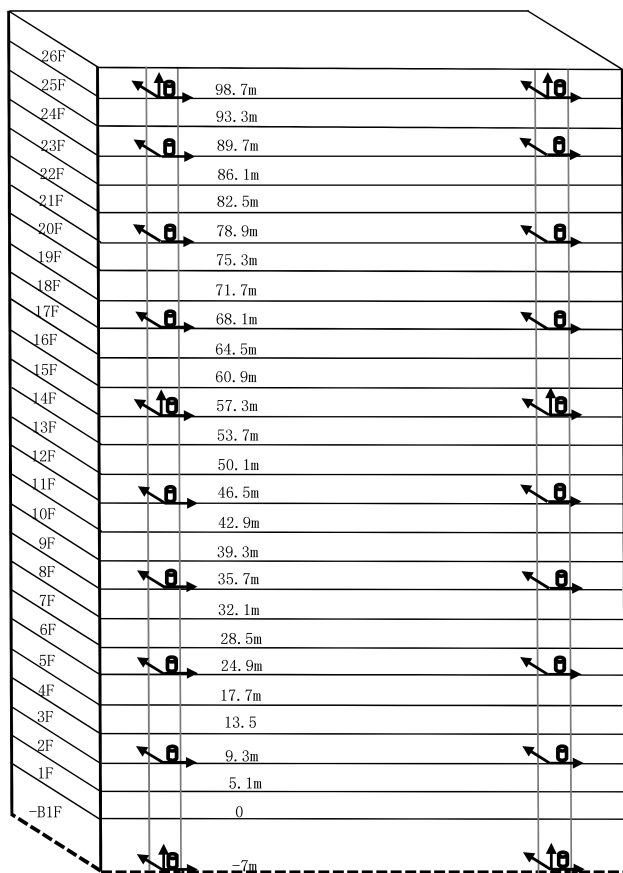 26F
25F 98.7m
24F 93.3m
23F 89.7m
22F 86.1m
21F 82.5m
20F 78.9m
19F 75.3m
18F 71.7m
17F 68.1m
16F 64.5m
15F 60.9m
14F 57.3m
13F 53.7m
12F 50.1m
11F 46.5m
10F 42.9m
9F 39.3m
8F 35.7m
7F 32.1m
6F 28.5m
5F 24.9m
4F 17.7m
3F 13.5
2F 9.3m
1F 5.1m
-B1F 0
-7m